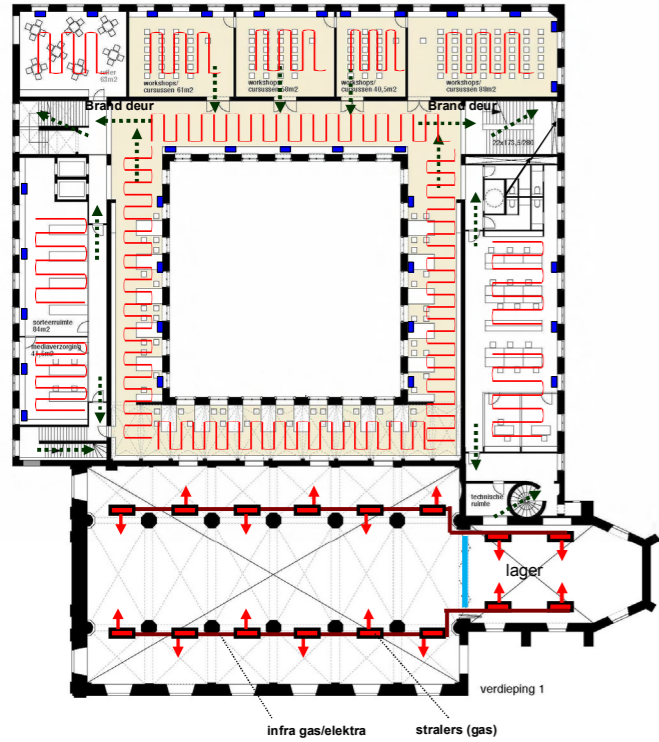 62m2
workshops/
cursussen 61m2
workshops/
cursussen 58m2
workshops/
cursussen 40,5m2
workshops/
cursussen 88m2
Brand deur
Brand deur
sorteerruimte
84m2
mediaverzorging
technische
ruimte
lager
verdieping 1
infra gas/elektra
stralers (gas)